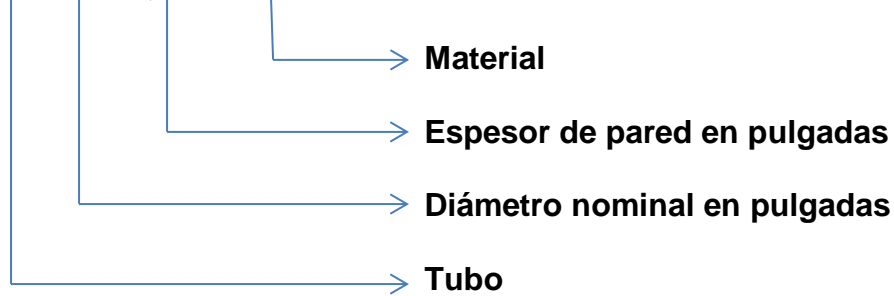 Material
Espesor de pared en pulgadas
Diámetro nominal en pulgadas
Tubo